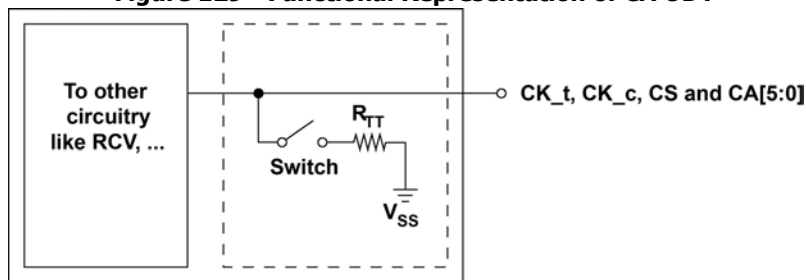 Figure - Functional Representation of CA ODT
To other
circuitry
like RCV, ...
CK_t, CK_c, CS and CA[5:0]
RTT
Switch
VSS